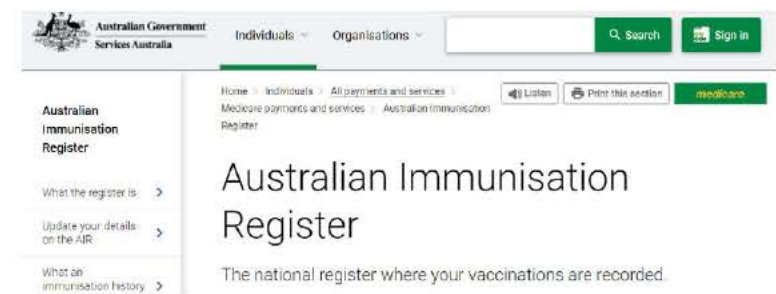 Australian Government
Services Australia
Individuals
Organisations
Search
Sign in
Home > Individuals > All payments and services >
Medicare payments and services > Australian Immunisation
Register
Listen
Print this section
medicare
Australian
Immunisation
Register
What the register is
Update your details
on the AIR
What an
immunisation history
Australian Immunisation
Register
The national register where your vaccinations are recorded.